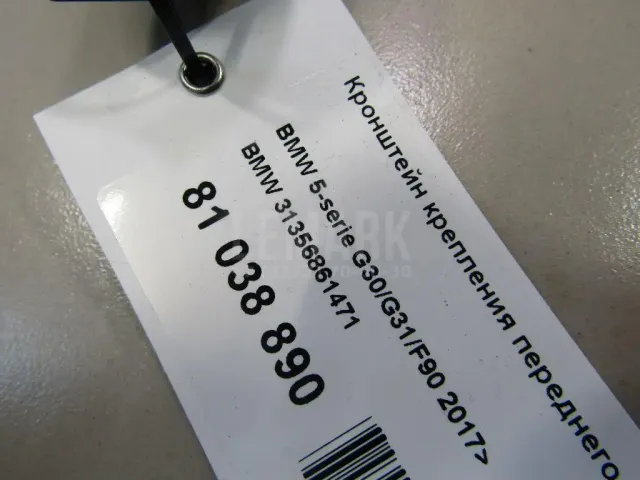 Кронштейн крепления переднего
BMW 5-serie G30/G31/F90 2017>
BMW 31356861471
81 038 890